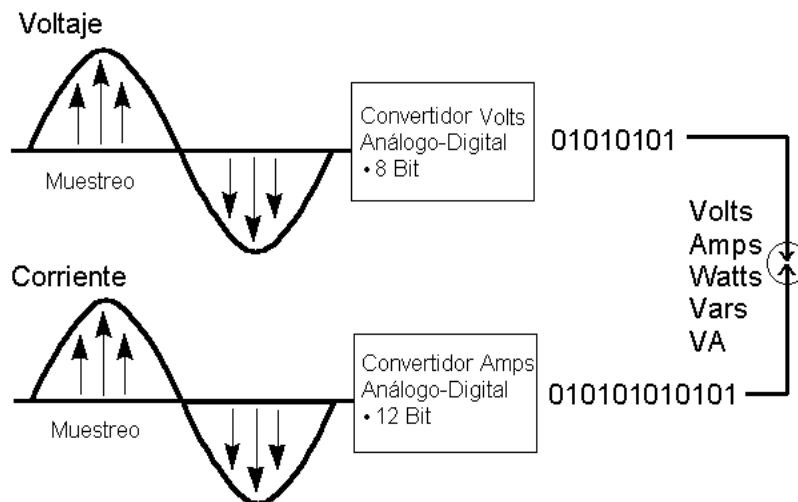 Voltaje
Muestreo
Convertidor Volts
Análogo-Digital
• 8 Bit
01010101
Volts
Amps
Watts
Vars
VA
Corriente
Muestreo
Convertidor Amps
Análogo-Digital
• 12 Bit
010101010101